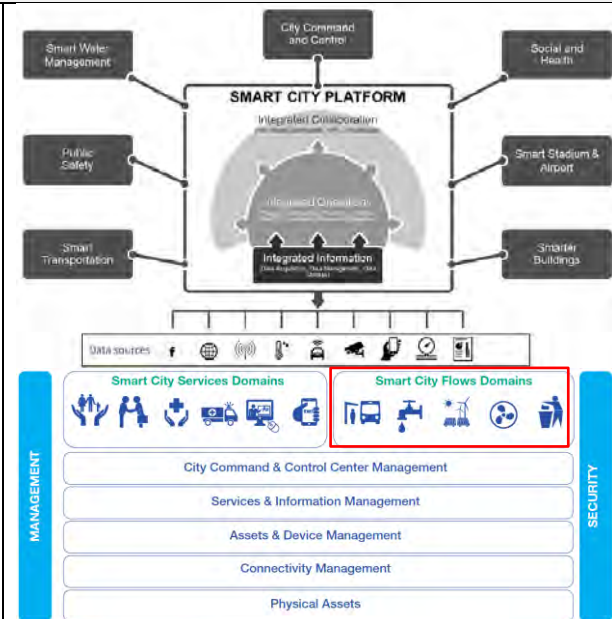 City Command
and Control
Smart Water
Management
Social and
Health
SMART CITY PLATFORM
Integrated Collaboration
Public
Safety
Smart Stadium &
Airport
Integrated Operations
Smart
Transportation
Integrated Information
Smarter
Buildings
Data sources
Smart City Services Domains
Smart City Flows Domains
MANAGEMENT
City Command & Control Center Management
Services & Information Management
Assets & Device Management
Connectivity Management
Physical Assets
SECURITY